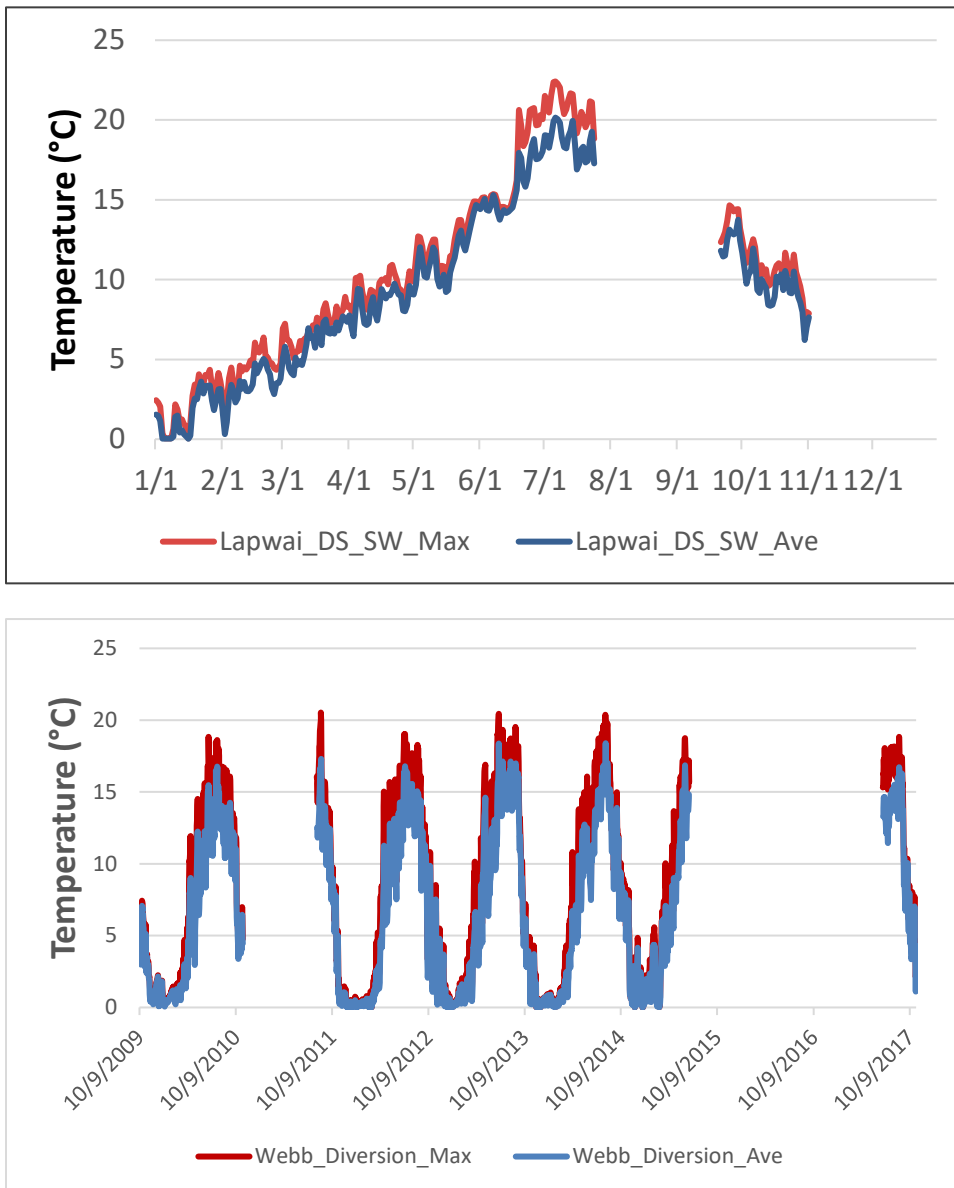 25
20
15
10
5
0
Temperature (°C)
1/1 2/1 3/1 4/1 5/1 6/1 7/1 8/1 9/1 10/1 11/1 12/1
Lapwai_DS_SW_Max Lapwai_DS_SW_Ave
25
20
15
10
5
0
Temperature (°C)
10/9/2009 10/9/2010 10/9/2011 10/9/2012 10/9/2013 10/9/2014 10/9/2015 10/9/2016 10/9/2017
Webb_Diversion_Max Webb_Diversion_Ave